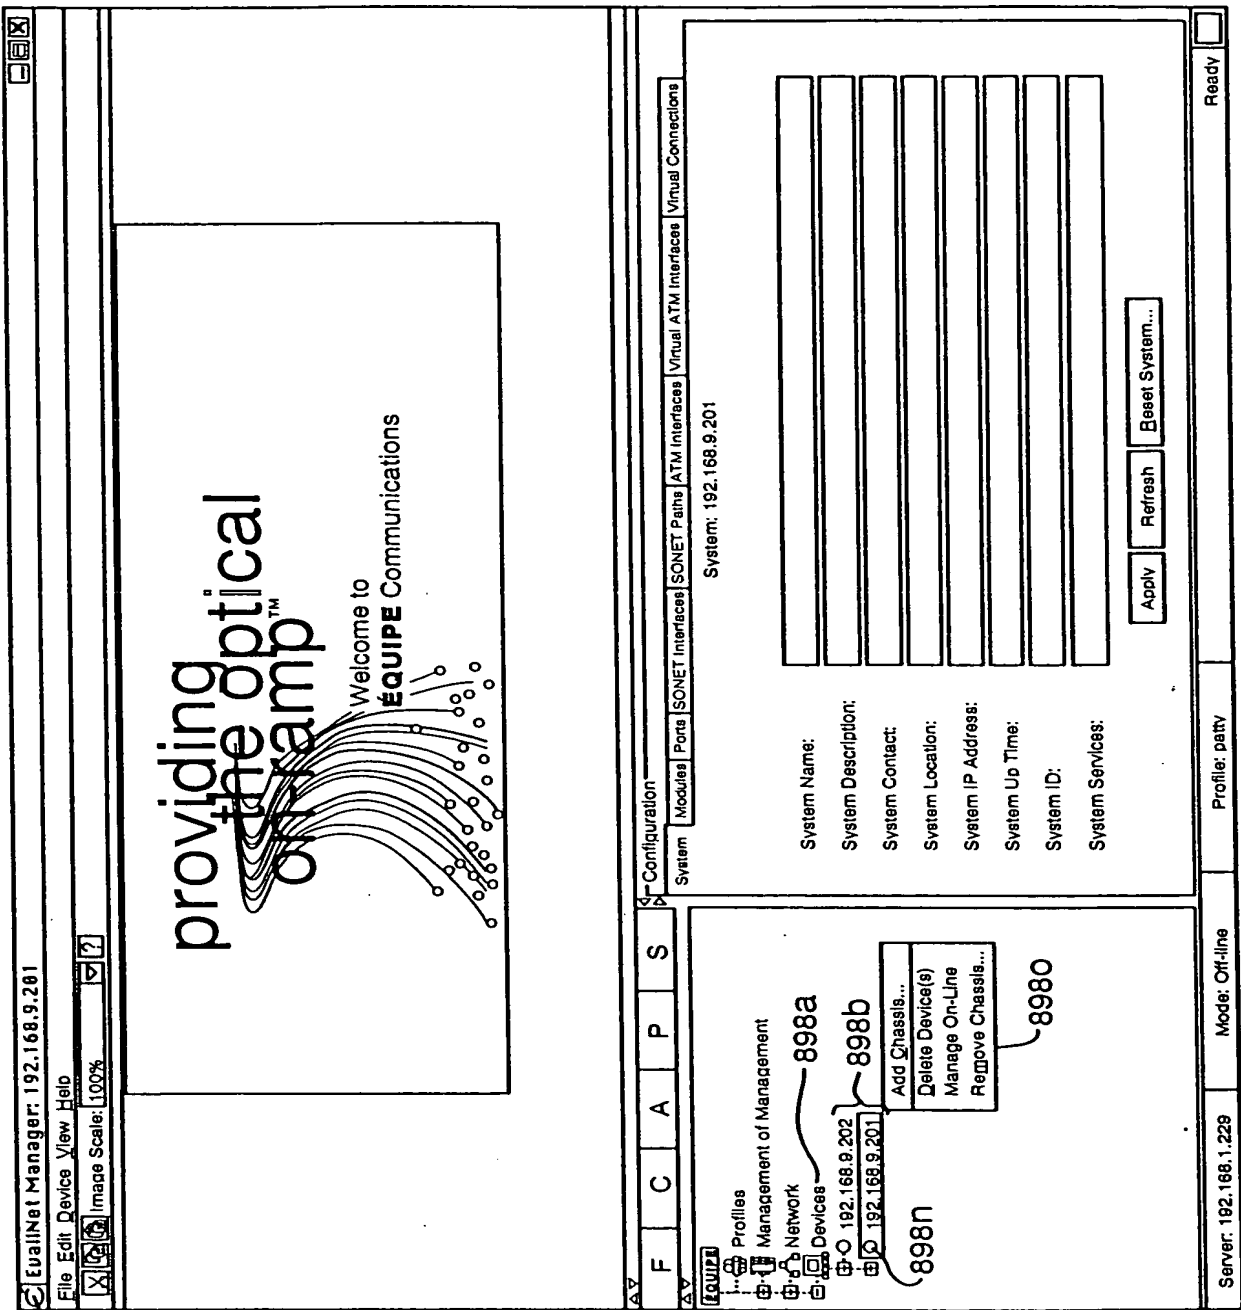 EuallNet Manager: 192.168.9.201
File Edit Device View Help
Image Scale: 100% ?
providing
the optical
on-ramp™
Welcome to
EQUIPE Communications
F C A P S
EQUIPE
Profiles
Management of Management
Network
Devices
192.168.9.202
192.168.9.201
898a
898b
898n
Add Chassis...
Delete Device(s)
Manage On-Line
Remove Chassis...
898o
Configuration
System Modules Ports SONET Interfaces SONET Paths ATM Interfaces Virtual ATM Interfaces Virtual Connections
System: 192.168.9.201
System Name:
System Description:
System Contact:
System Location:
System IP Address:
System Up Time:
System ID:
System Services:
Apply Refresh Reset System...
Server: 192.168.1.229 Mode: Off-line Profile: patty Ready